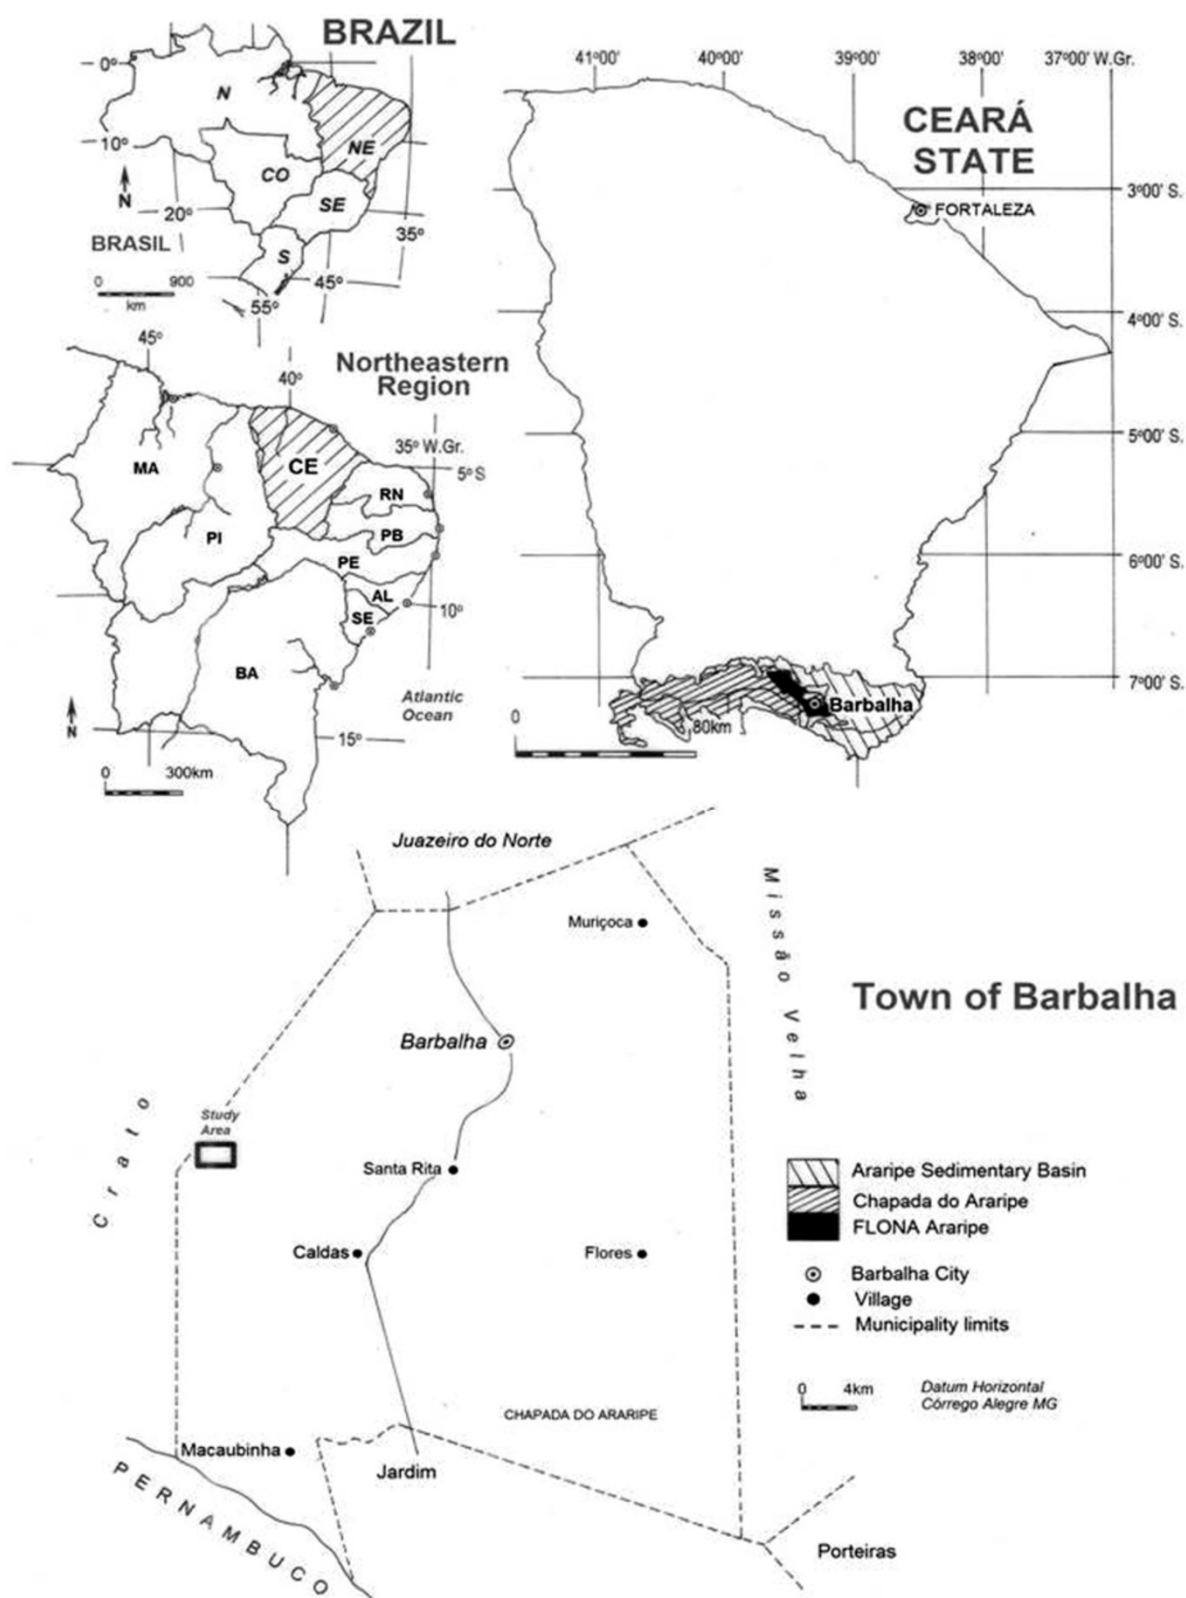 BRAZIL
0º
N
10º
NE
CO
N
SE
20º
BRASIL
35º
S
0 900
km
45º
55º
41º00' 40º00' 39º00' 38º00' 37º00' W.Gr.
CEARÁ
STATE
3º00' S.
FORTALEZA
4º00' S.
5º00' S.
6º00' S.
7º00' S.
Barbalha
0 80km
45º
Northeastern
Region
40º
35º W.Gr.
5º S
MA
CE
RN
PI
PB
PE
AL
10º
SE
BA
Atlantic
Ocean
N
15º
0 300km
Juazeiro do Norte
Muriçoca
Missão Velha
Town of Barbalha
Barbalha
Crato
Study
Area
Santa Rita
Caldas
Flores
Araripe Sedimentary Basin
Chapada do Araripe
FLONA Araripe
Barbalha City
Village
Municipality limits
0 4km
Datum Horizontal
Córrego Alegre MG
CHAPADA DO ARARIPE
Macaubinha
Jardim
PERNAMBUCO
Porteiras